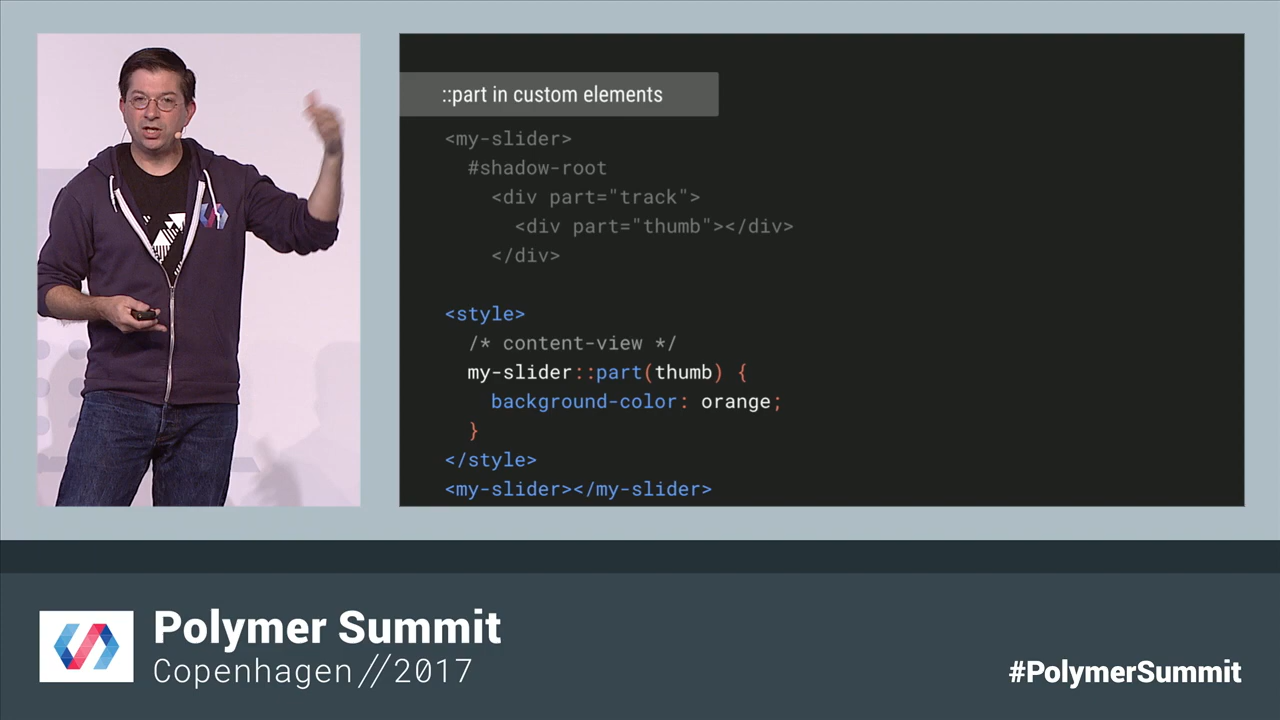 ::part in custom elements
<my-slider>
#shadow-root
<div part="track">
<div part="thumb"></div>
</div>
<style>
/* content-view */
my-slider::part(thumb) {
background-color: orange;
}
</style>
<my-slider></my-slider>
Polymer Summit
Copenhagen//2017
#PolymerSummit